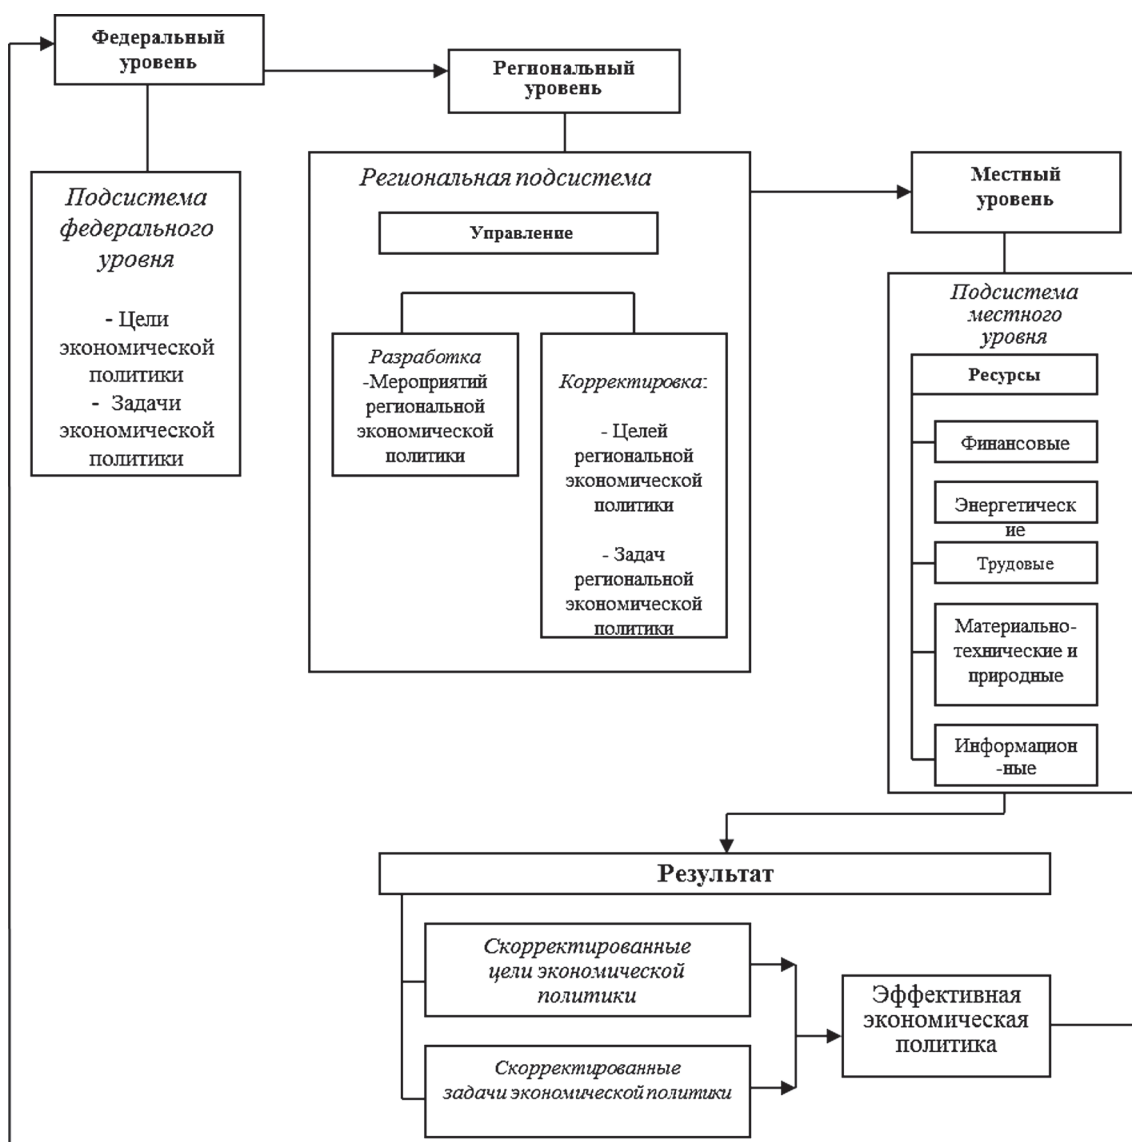 Федеральный
уровень
Региональный
уровень
Подсистема
федерального
уровня
- Цели
экономической
политики
- Задачи
экономической
политики
Региональная подсистема
Управление
Разработка
-Мероприятий
региональной
экономической
политики
Корректировка:
- Целей
региональной
экономической
политики
- Задач
региональной
экономической
политики
Местный
уровень
Подсистема
местного
уровня
Ресурсы
Финансовые
Энергетическ
ие
Трудовые
Материально-
технические и
природные
Информацион
-ные
Результат
Скорректированные
цели экономической
политики
Скорректированные
задачи экономической политики
Эффективная
экономическая
политика